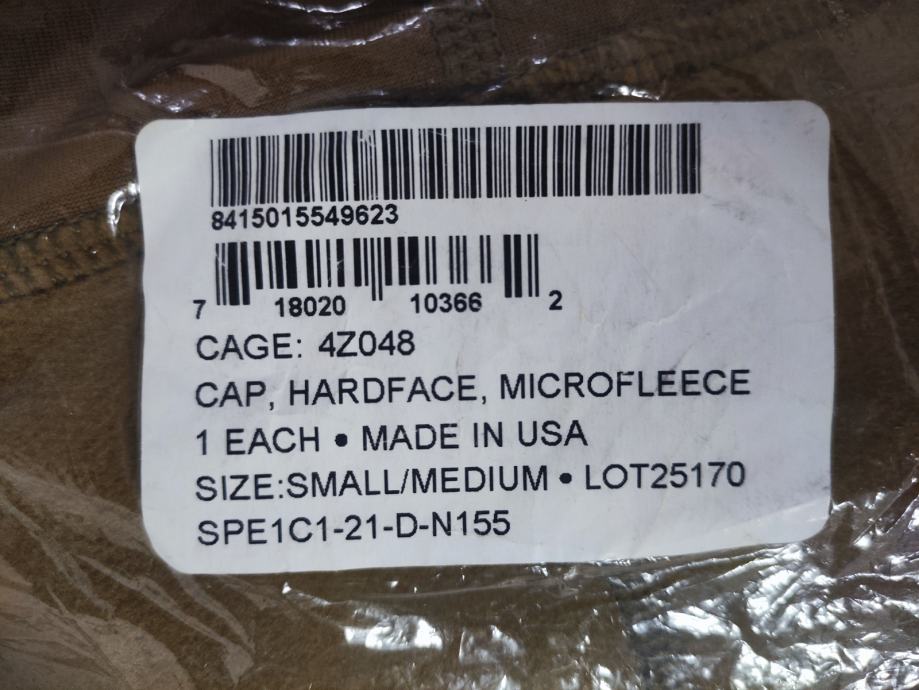 8415015549623
7 18020 10366 2
CAGE: 4Z048
CAP, HARDFACE, MICROFLEECE
1 EACH • MADE IN USA
SIZE:SMALL/MEDIUM • LOT25170
SPE1C1-21-D-N155